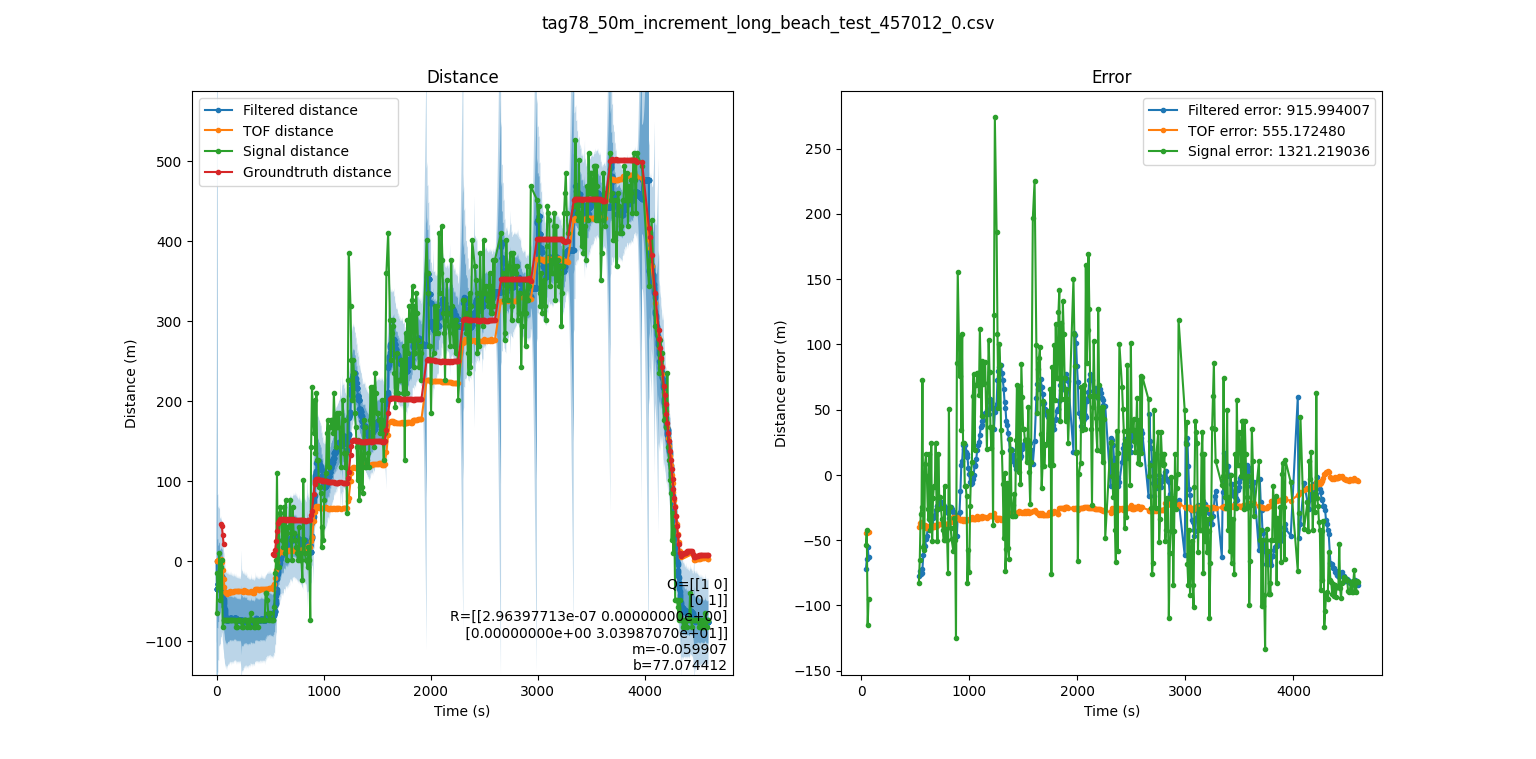 tag78_50m_increment_long_beach_test_457012_0.csv
Distance
Filtered distance
TOF distance
Signal distance
Groundtruth distance
500
400
300
200
100
0
−100
Distance (m)
0 1000 2000 3000 4000
Time (s)
Q=[[1 0]
[0 1]]
R=[[2.96397713e-07 0.00000000e+00]
[0.00000000e+00 3.03987070e+01]]
m=-0.059907
b=77.074412
Error
Filtered error: 915.994007
TOF error: 555.172480
Signal error: 1321.219036
250
200
150
100
50
0
−50
−100
−150
Distance error (m)
0 1000 2000 3000 4000
Time (s)